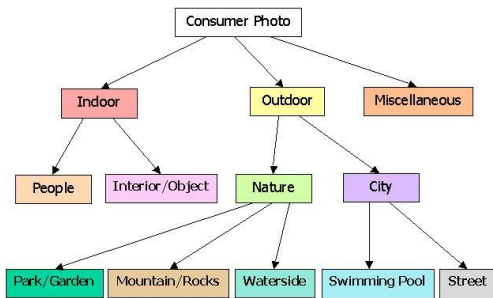 Consumer Photo
Indoor
Outdoor
Miscellaneous
People
Interior/Object
Nature
City
Park/Garden
Mountain/Rocks
Waterside
Swimming Pool
Street